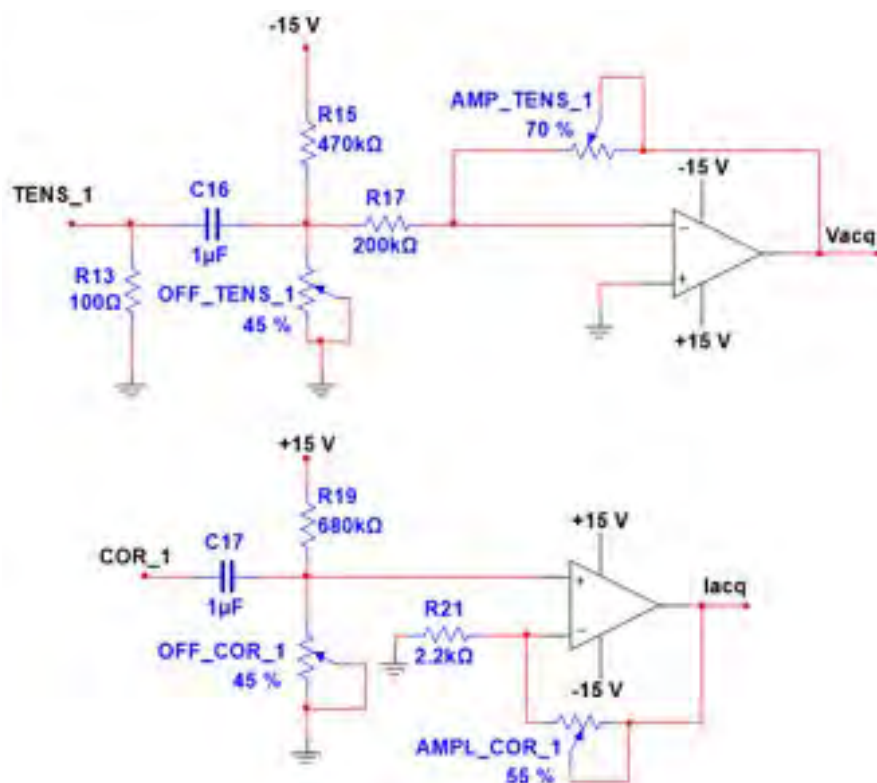 -15 V
R15
470kΩ
AMP_TENS_1
70 %
-15 V
TENS_1
C16
1µF
R17
200kΩ
Vacq
R13
100Ω
OFF_TENS_1
45 %
+15 V
+15 V
R19
680kΩ
+15 V
COR_1
C17
1µF
Iacq
R21
2.2kΩ
OFF_COR_1
45 %
-15 V
AMPL_COR_1
55 %